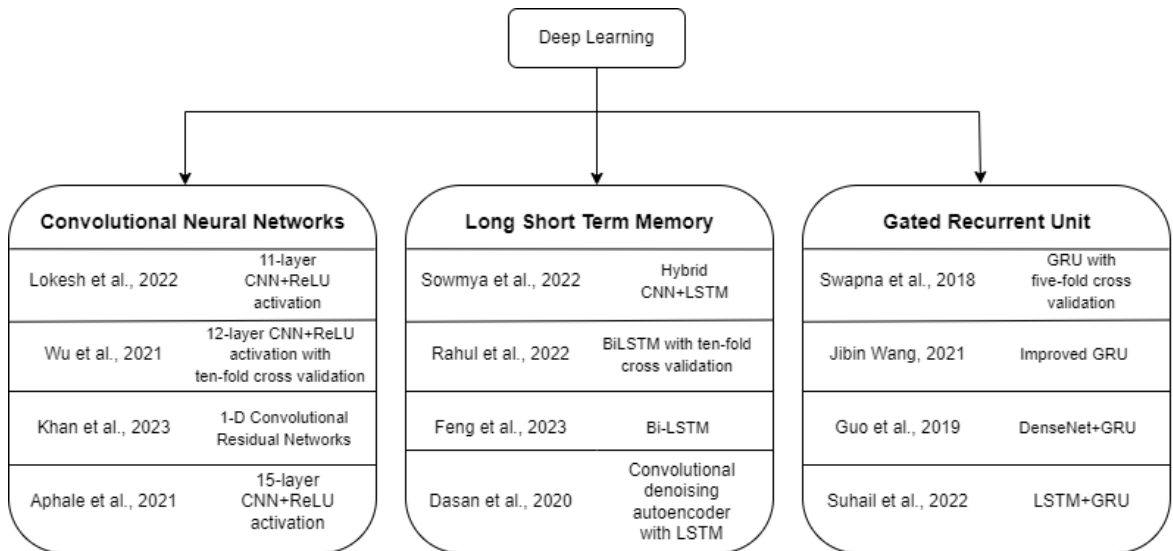 Deep Learning
Convolutional Neural Networks
Lokesh et al., 2022
11-layer
CNN+ReLU
activation
Wu et al., 2021
12-layer CNN+ReLU
activation with
ten-fold cross validation
Khan et al., 2023
1-D Convolutional
Residual Networks
Aphale et al., 2021
15-layer
CNN+ReLU
activation
Long Short Term Memory
Sowmya et al., 2022
Hybrid
CNN+LSTM
Rahul et al., 2022
BiLSTM with ten-fold
cross validation
Feng et al., 2023
Bi-LSTM
Dasan et al., 2020
Convolutional
denoising
autoencoder
with LSTM
Gated Recurrent Unit
Swapna et al., 2018
GRU with
five-fold cross
validation
Jibin Wang, 2021
Improved GRU
Guo et al., 2019
DenseNet+GRU
Suhail et al., 2022
LSTM+GRU